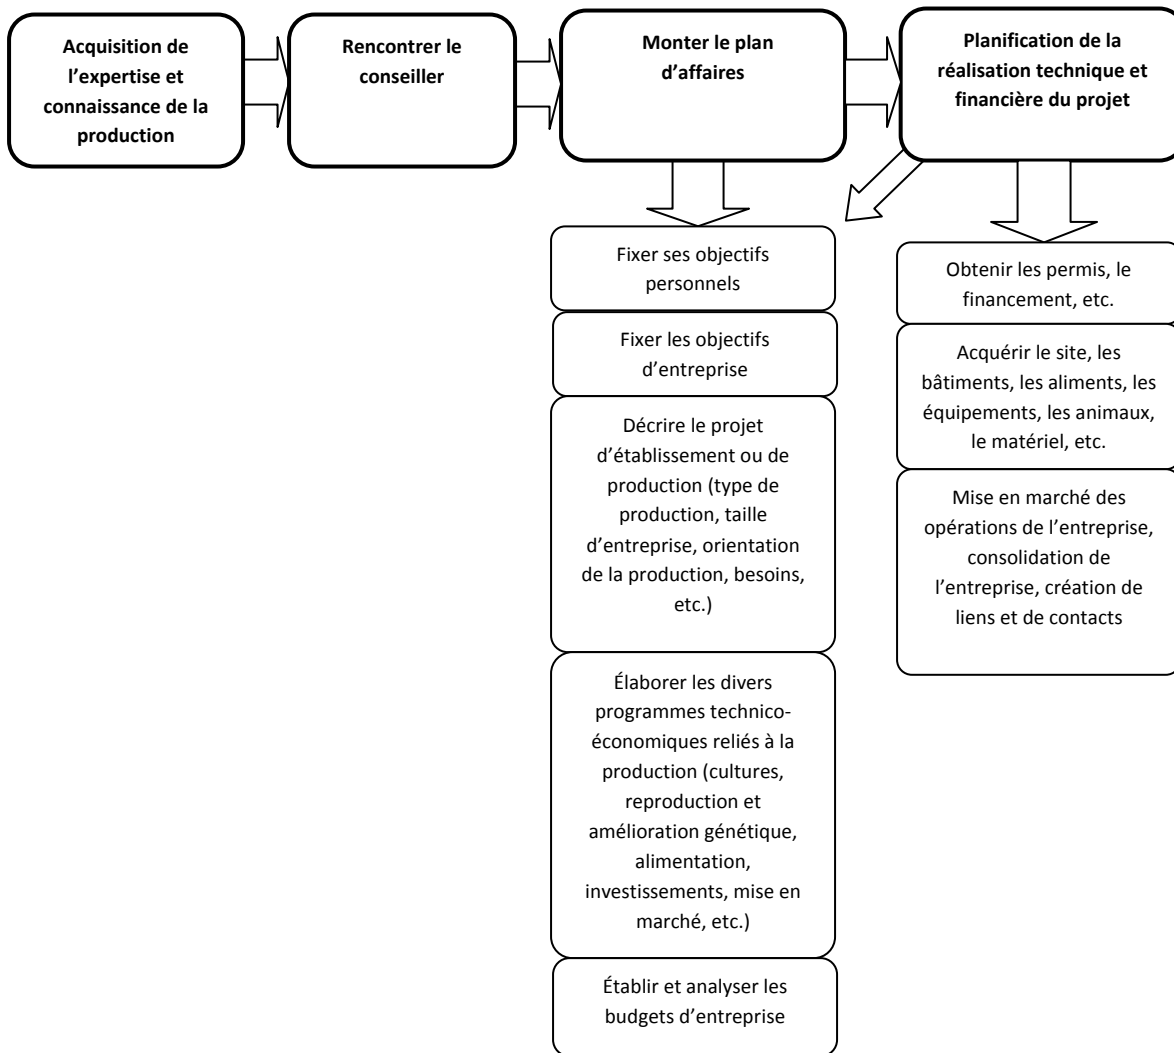 Acquisition de
l’expertise et
connaissance de la
production
Rencontrer le
conseiller
Monter le plan
d’affaires
Planification de la
réalisation technique et
financière du projet
Fixer ses objectifs
personnels
Fixer les objectifs
d’entreprise
Décrire le projet
d’établissement ou de
production (type de
production, taille
d’entreprise, orientation
de la production, besoins,
etc.)
Élaborer les divers
programmes technico-
économiques reliés à la
production (cultures,
reproduction et
amélioration génétique,
alimentation,
investissements, mise en
marché, etc.)
Établir et analyser les
budgets d’entreprise
Obtenir les permis, le
financement, etc.
Acquérir le site, les
bâtiments, les aliments, les
équipements, les animaux,
le matériel, etc.
Mise en marché des
opérations de l’entreprise,
consolidation de
l’entreprise, création de
liens et de contacts